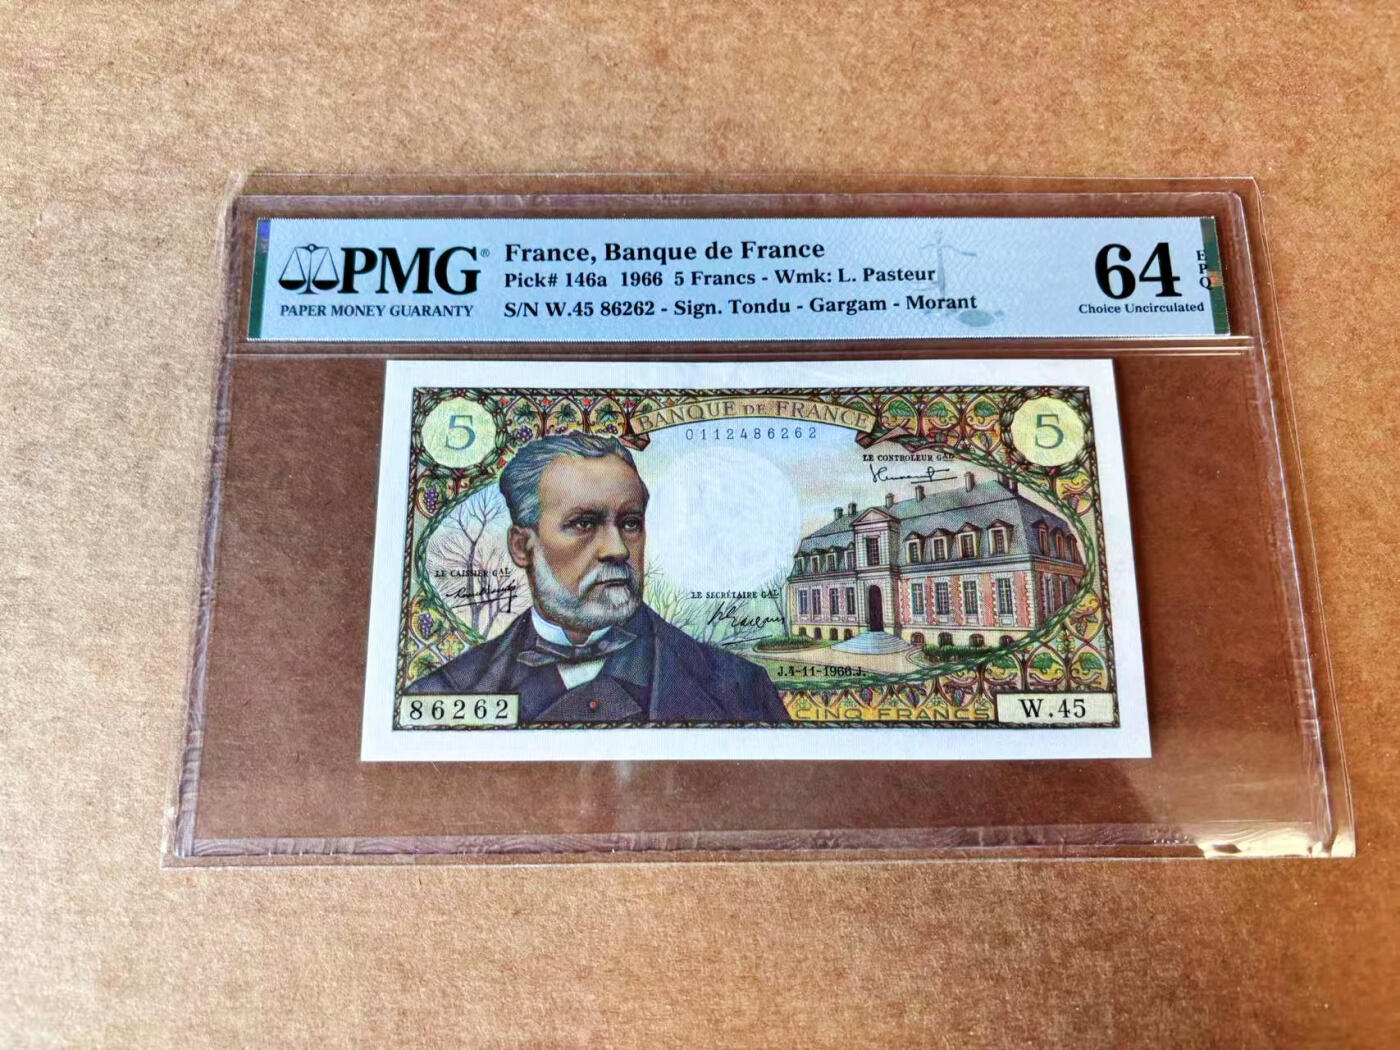 PMG®
PAPER MONEY GUARANTY
France, Banque de France
Pick# 146a 1966 5 Francs - Wmk: L. Pasteur
S/N W.45 86262 - Sign. Tondu - Gargam - Morant
64
EPQ
Choice Uncirculated
5
BANQUE DE FRANCE
5
0112486262
LE CONTROLEUR GAL
LE CAISSIER GAL
LE SECRÉTAIRE GAL
J.4-11-1966.J.
86262
CINQ FRANCS
W.45